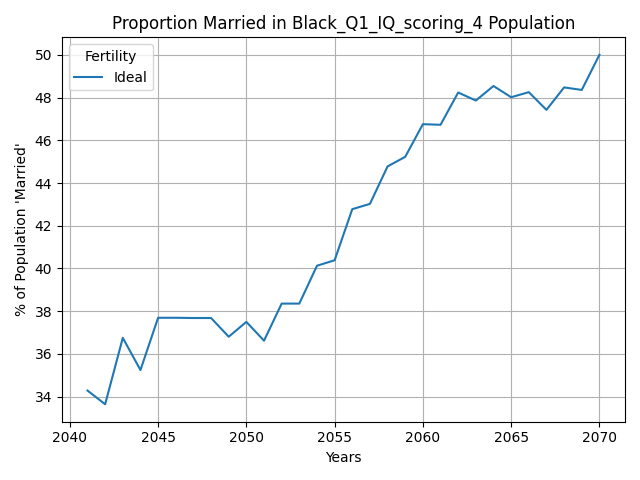 Proportion Married in Black_Q1_IQ_scoring_4 Population
Fertility
Ideal
% of Population 'Married'
50
48
46
44
42
40
38
36
34
2040 2045 2050 2055 2060 2065 2070
Years